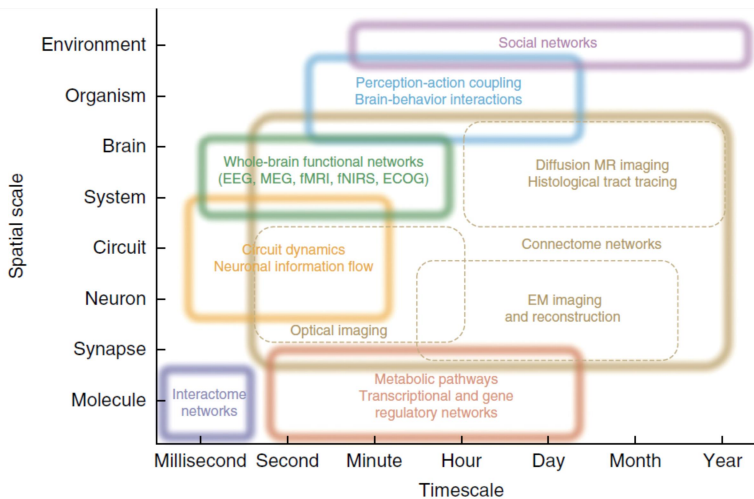 Spatial scale
Environment
Organism
Brain
System
Circuit
Neuron
Synapse
Molecule
Social networks
Perception-action coupling
Brain-behavior interactions
Whole-brain functional networks
(EEG, MEG, fMRI, fNIRS, ECOG)
Diffusion MR imaging
Histological tract tracing
Circuit dynamics
Neuronal information flow
Connectome networks
EM imaging
and reconstruction
Optical imaging
Interactome
networks
Metabolic pathways
Transcriptional and gene
regulatory networks
Millisecond Second Minute Hour Day Month Year
Timescale